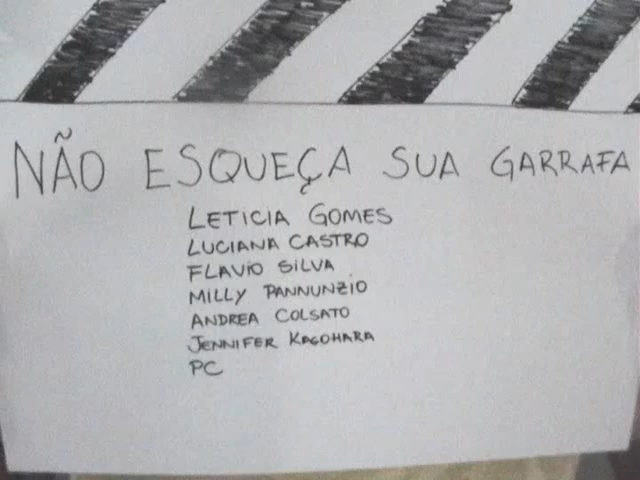 NÃO ESQUEÇA SUA GARRAFA
LETICIA GOMES
LUCIANA CASTRO
FLAVIO SILVA
MILLY PANNUNZIO
ANDREA COLSATO
JENNIFER KAGOHARA
PC